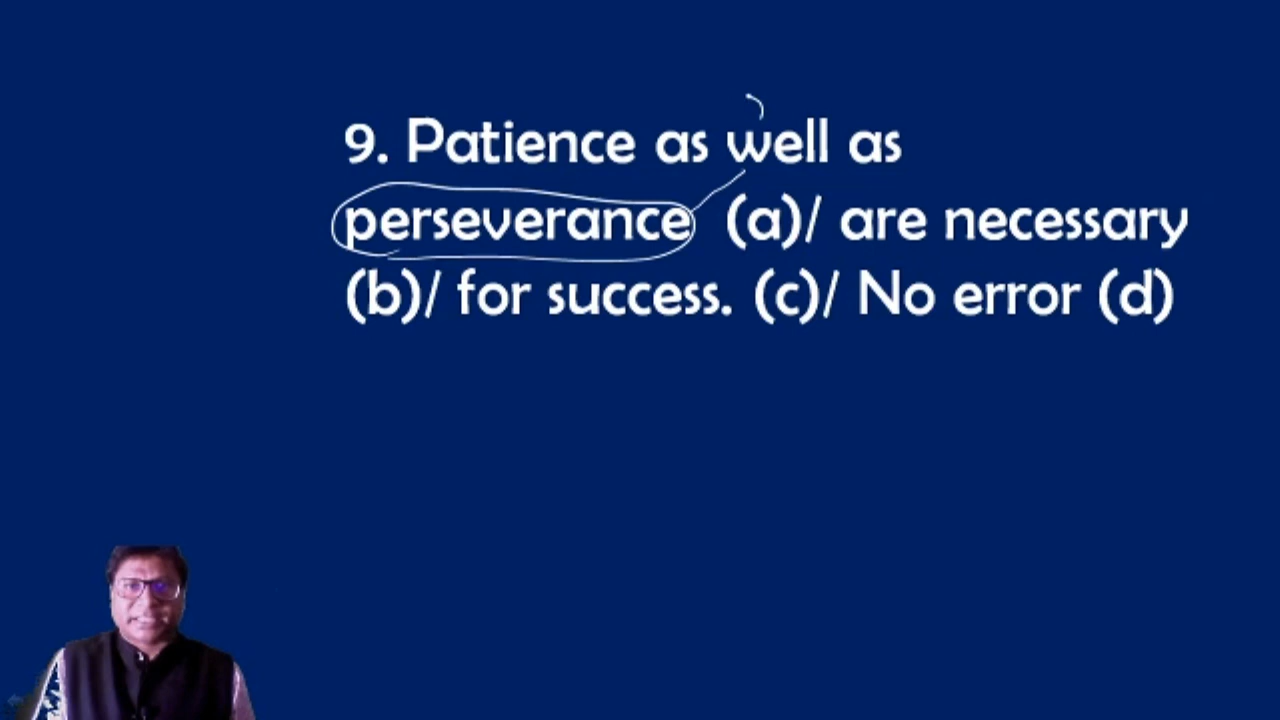 9. Patience as well as
perseverance (a)/ are necessary
(b)/ for success. (c)/ No error (d)